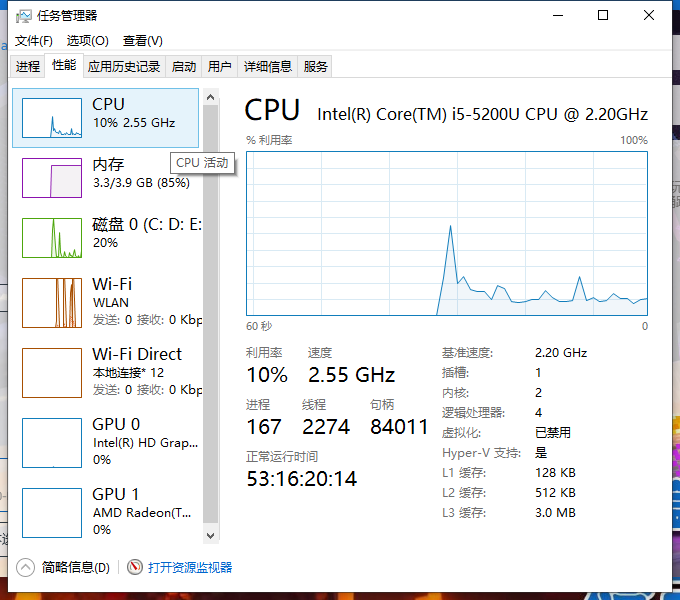 任务管理器
文件(F) 选项(O) 查看(V)
进程 性能 应用历史记录 启动 用户 详细信息 服务
CPU
10% 2.55 GHz
CPU 活动
内存
3.3/3.9 GB (85%)
磁盘 0 (C: D: E:
20%
Wi-Fi
WLAN
发送: 0 接收: 0 Kbp
Wi-Fi Direct
本地连接* 12
发送: 0 接收: 0 Kbp
GPU 0
Intel(R) HD Grap...
0%
GPU 1
AMD Radeon(T...
0%
CPU Intel(R) Core(TM) i5-5200U CPU @ 2.20GHz
% 利用率 100%
60 秒 0
利用率 速度
10% 2.55 GHz
进程 线程 句柄
167 2274 84011
正常运行时间
53:16:20:14
基准速度: 2.20 GHz
插槽: 1
内核: 2
逻辑处理器: 4
虚拟化: 已禁用
Hyper-V 支持: 是
L1 缓存: 128 KB
L2 缓存: 512 KB
L3 缓存: 3.0 MB
简略信息(D) 打开资源监视器